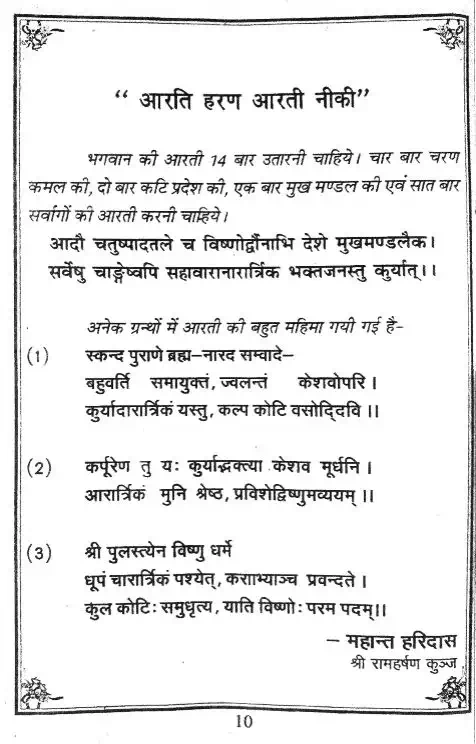 “ आरति हरण आरती नीकी”
भगवान की आरती 14 बार उतारनी चाहिये। चार बार चरण
कमल की, दो बार कटि प्रदेश की, एक बार मुख मण्डल की एवं सात बार
सर्वागों की आरती करनी चाहिये।
आदौ चतुष्पादतले च विष्णोर्द्वौनाभि देशे मुखमण्डलैक।
सर्वेषु चाङ्गेष्वपि सहावारानारार्त्रिक भक्तजनस्तु कुर्यात्।।
अनेक ग्रन्थों में आरती की बहुत महिमा गयी गई है-
(1) स्कन्द पुराणे ब्रह्म-नारद सम्वादे-
बहुवर्ति समायुक्तं, ज्वलन्तं केशवोपरि ।
कुर्यादारार्त्रिकं यस्तु, कल्प कोटि वसोद्दिवि ।।
(2) कर्पूरेण तु यः कुर्याद्भक्त्या केशव मूर्धनि ।
आरार्त्रिकं मुनि श्रेष्ठ, प्रविशेद्विष्णुमव्ययम् ।।
(3) श्री पुलस्त्येन विष्णु धर्मे
धूपं चारार्त्रिकं पश्येत्, कराभ्याञ्च प्रवन्दते ।
कुल कोटिः समुधृत्य, याति विष्णोः परम पदम्।।
– महान्त हरिदास
श्री रामहर्षण कुञ्ज
10